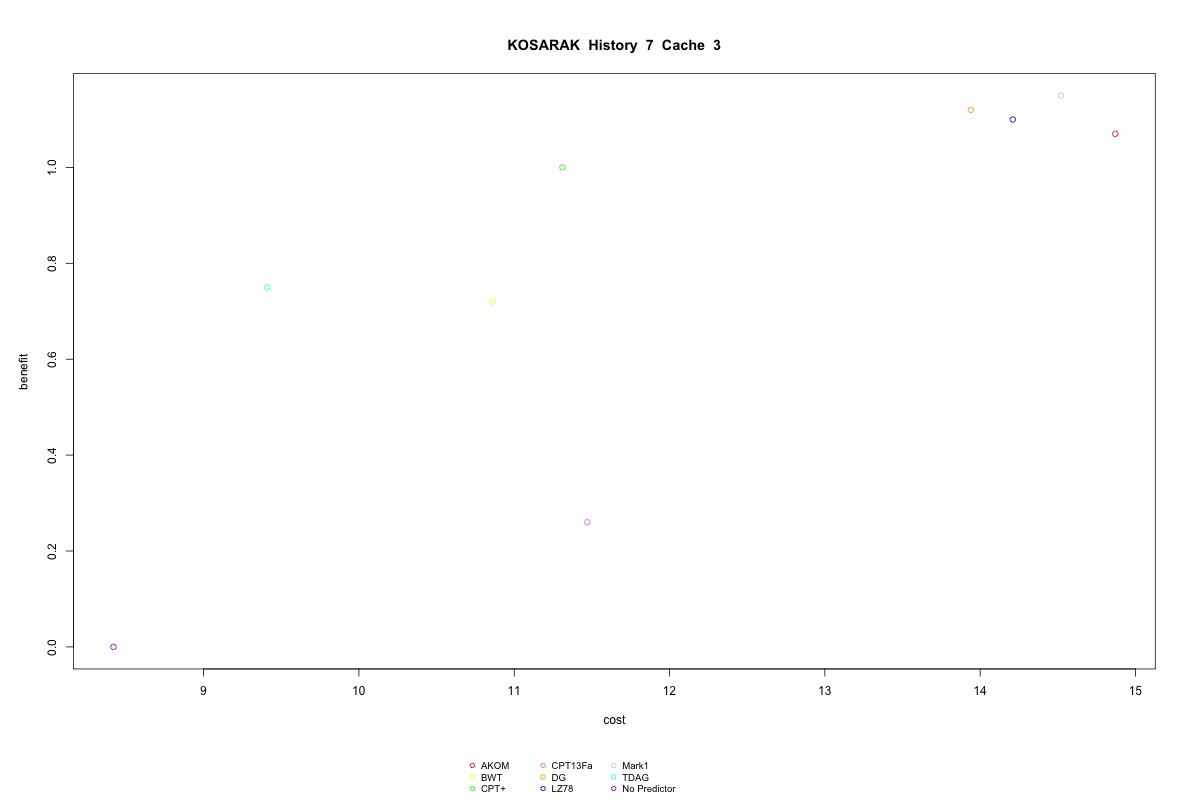 KOSARAK History 7 Cache 3
benefit
1.0
0.8
0.6
0.4
0.2
0.0
9 10 11 12 13 14 15
cost
AKOM CPT13Fa Mark1
BWT DG TDAG
CPT+ LZ78 No Predictor